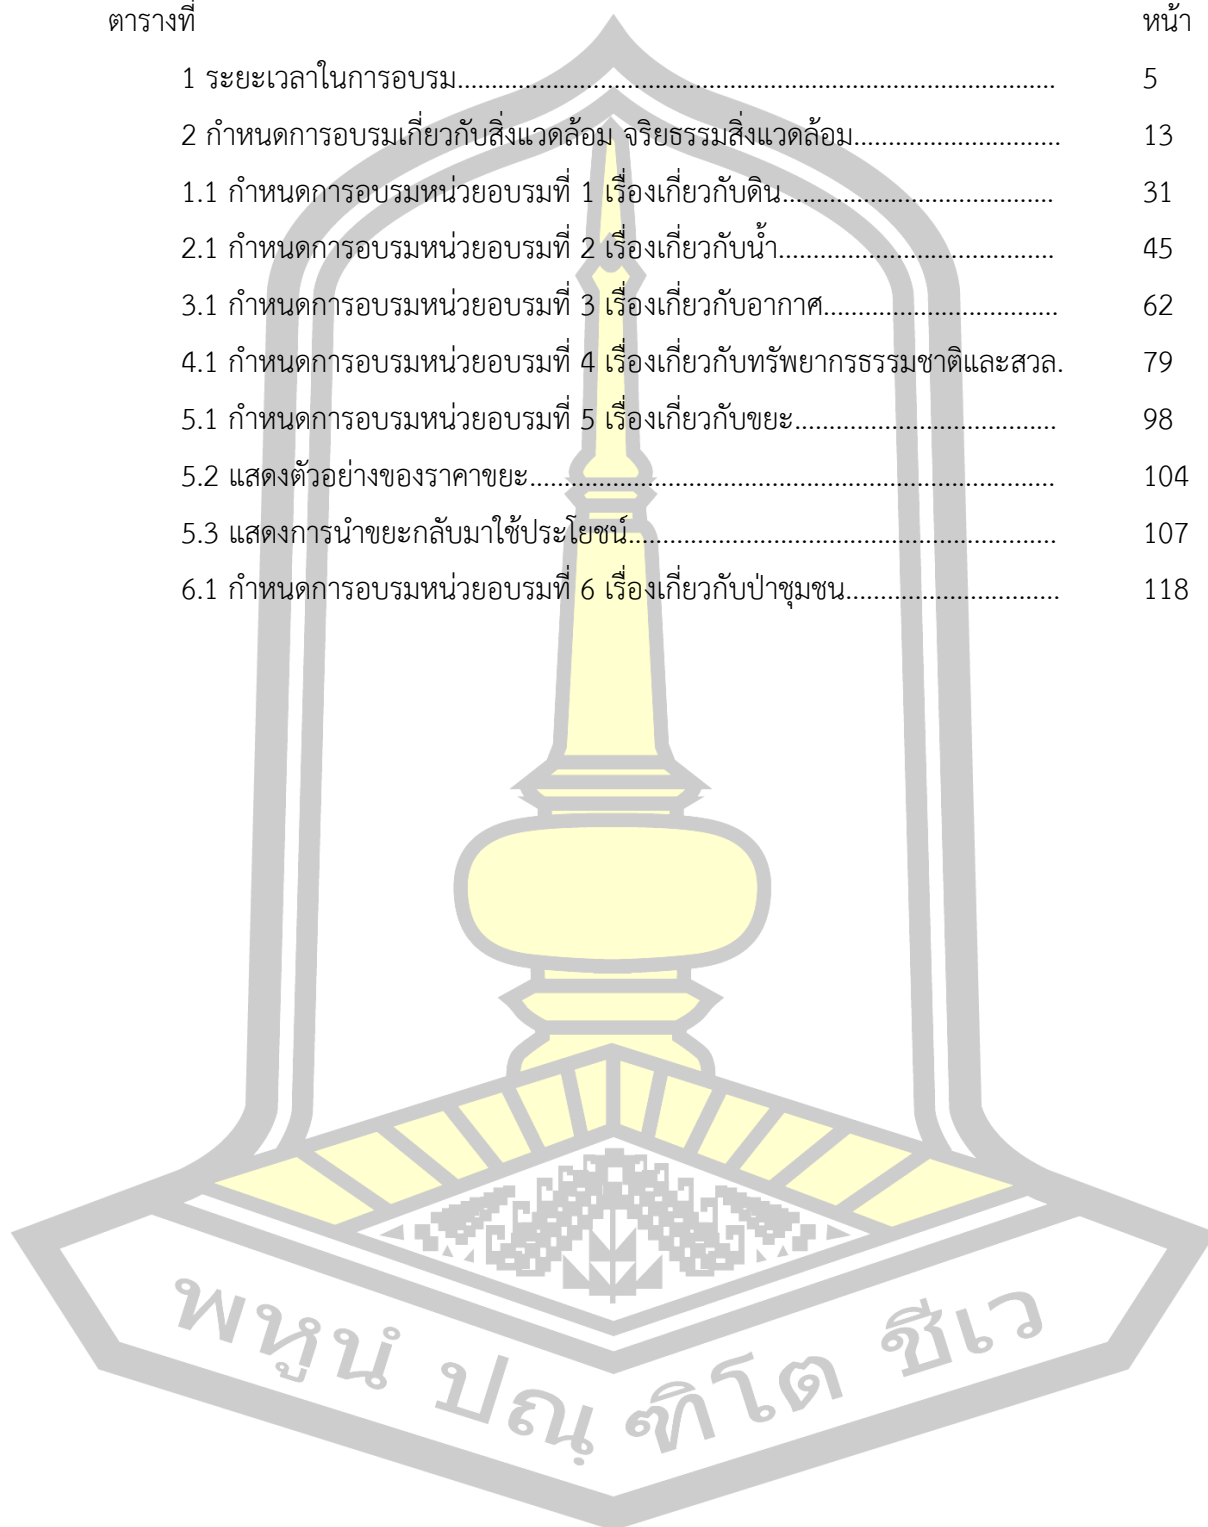 ตารางที่ หน้า
1 ระยะเวลาในการอบรม...................................................................................... 5
2 กำหนดการอบรมเกี่ยวกับสิ่งแวดล้อม จริยธรรมสิ่งแวดล้อม.............................. 13
1.1 กำหนดการอบรมหน่วยอบรมที่ 1 เรื่องเกี่ยวกับดิน....................................... 31
2.1 กำหนดการอบรมหน่วยอบรมที่ 2 เรื่องเกี่ยวกับน้ำ........................................ 45
3.1 กำหนดการอบรมหน่วยอบรมที่ 3 เรื่องเกี่ยวกับอากาศ.................................. 62
4.1 กำหนดการอบรมหน่วยอบรมที่ 4 เรื่องเกี่ยวกับทรัพยากรธรรมชาติและสวล. 79
5.1 กำหนดการอบรมหน่วยอบรมที่ 5 เรื่องเกี่ยวกับขยะ...................................... 98
5.2 แสดงตัวอย่างของราคาขยะ........................................................................... 104
5.3 แสดงการนำขยะกลับมาใช้ประโยชน์............................................................. 107
6.1 กำหนดการอบรมหน่วยอบรมที่ 6 เรื่องเกี่ยวกับป่าชุมชน............................... 118
พหูนํ ปณฺฑิโต ชีเว